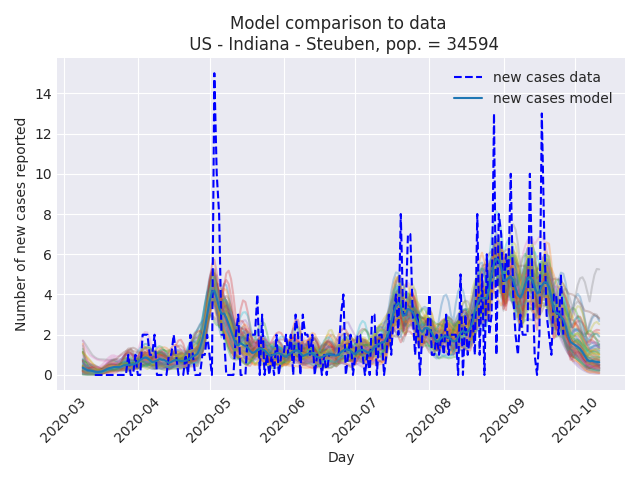 Model comparison to data
US - Indiana - Steuben, pop. = 34594
new cases data
new cases model
Number of new cases reported
14
12
10
8
6
4
2
0
2020-03
2020-04
2020-05
2020-06
2020-07
2020-08
2020-09
2020-10
Day